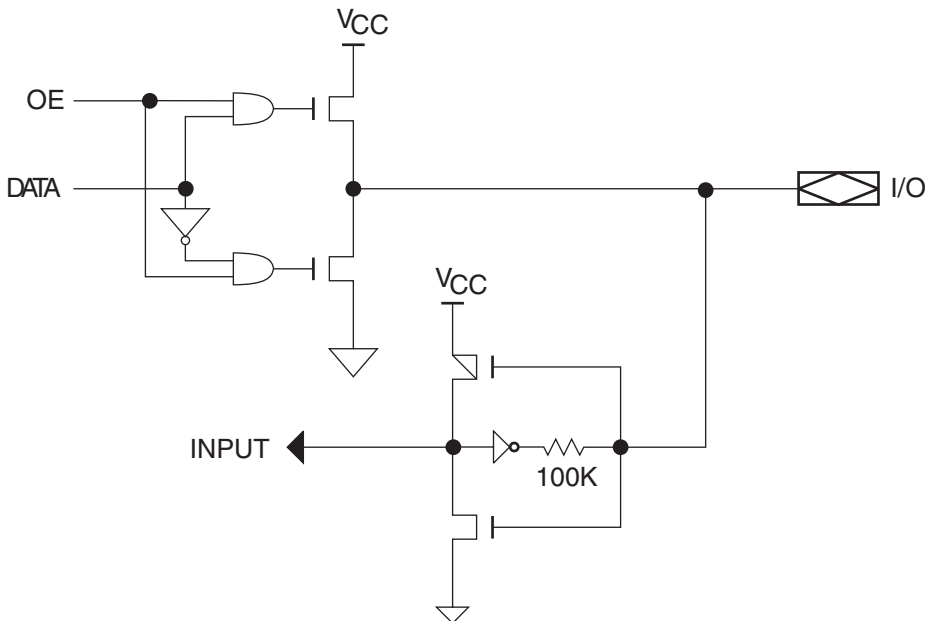 VCC
OE
DATA
I/O
VCC
INPUT
100K